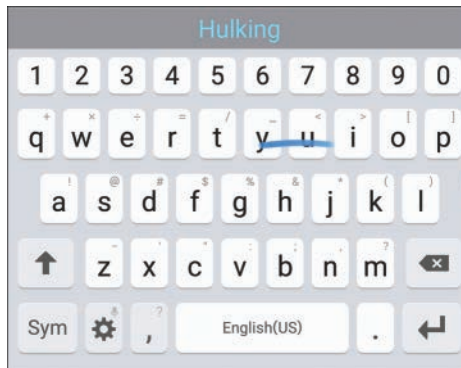 Hulking
1 2 3 4 5 6 7 8 9 0
+ × ÷ = / _ < > [ ]
q w e r t y u i o p
! @ # $ % & * ( )
a s d f g h j k l
- ' " : ; , ?
z x c v b n m
Sym , ? English(US) .